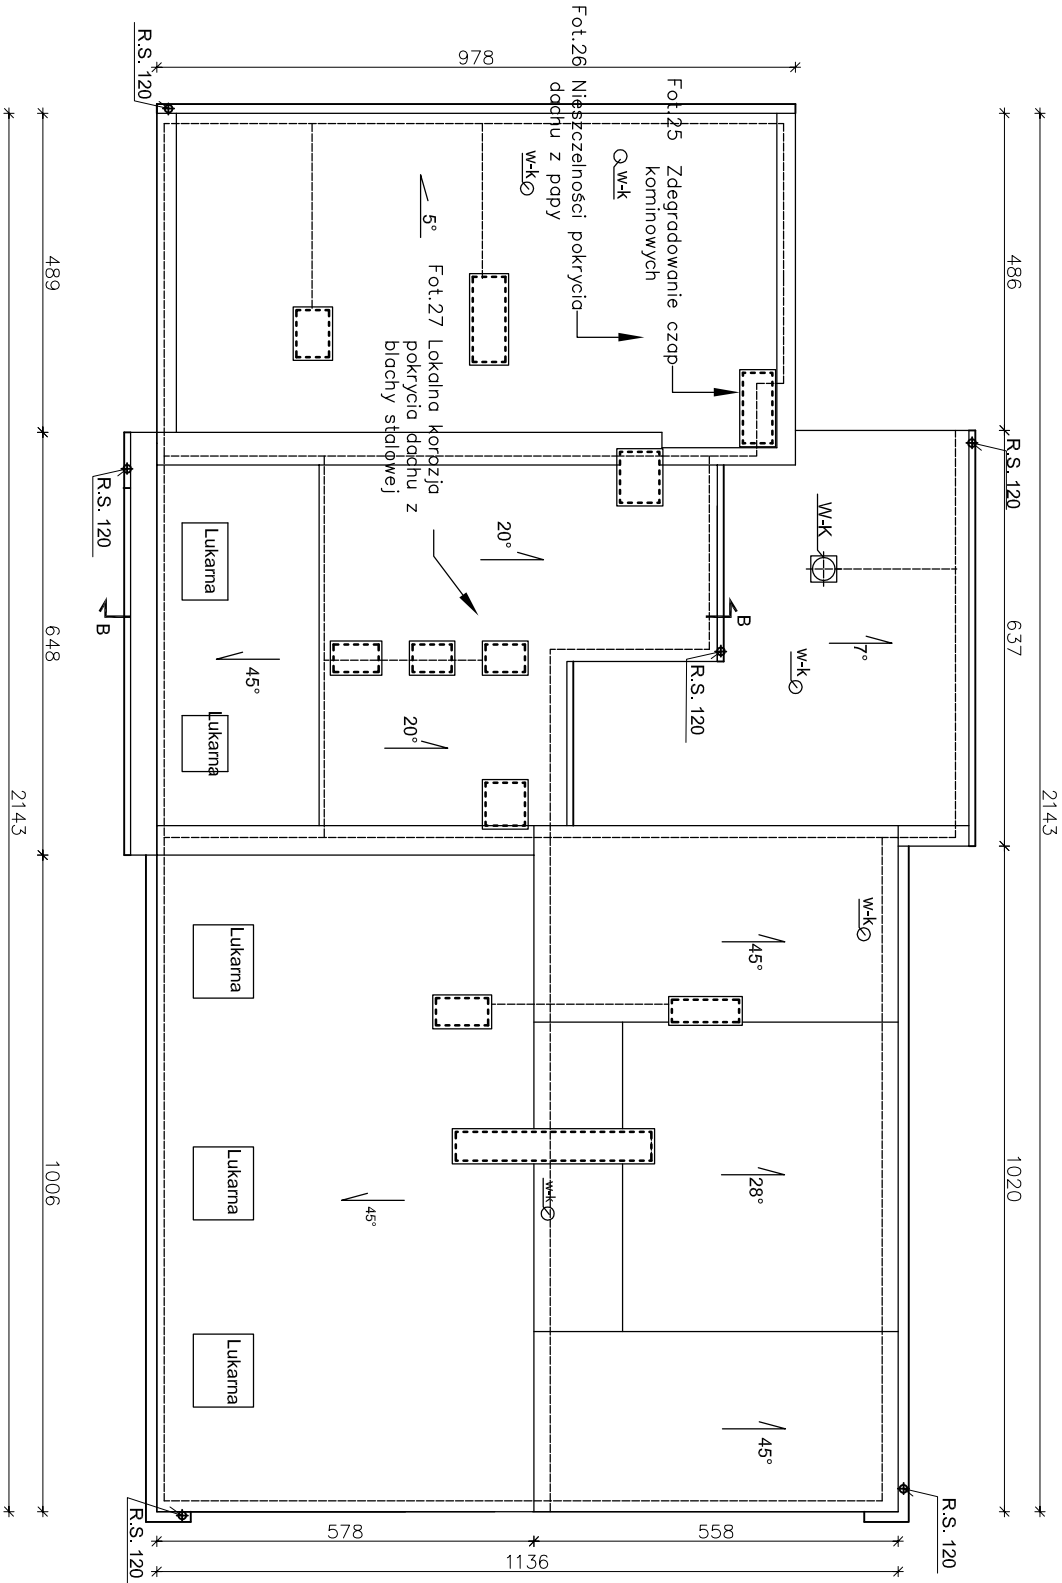 Fot.26 Nieszczelności pokrycia
dachu z papy
Fot.25 Zdegradowanie czap
kominowych
Fot.27 Lokalna korozja
pokrycia dachu z
blachy stalowej
R.S. 120
978
489
486
w-k
w-k
5°
R.S. 120
R.S. 120
B
B
648
637
2143
2143
W-K
w-k
7°
20°
20°
45°
Lukarna
Lukarna
R.S. 120
Lukarna
Lukarna
Lukarna
w-k
45°
28°
45°
45°
w-k
1006
1020
578
558
1136
R.S. 120
R.S. 120